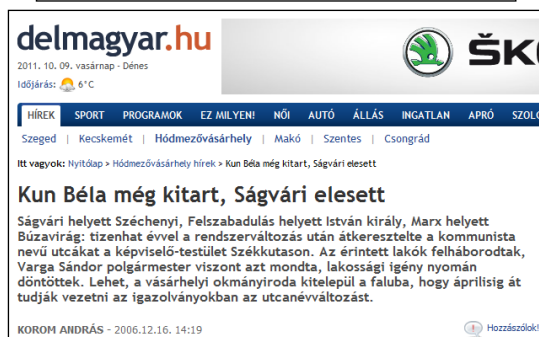 delmagyar.hu
2011. 10. 09. vasárnap - Dénes
Időjárás: 6°C
HÍREK SPORT PROGRAMOK EZ MILYEN! NŐI AUTÓ ÁLLÁS INGATLAN APRÓ
Szeged | Kecskemét | Hódmezővásárhely | Makó | Szentes | Csongrád
Itt vagyok: Nyitólap > Hódmezővásárhely hírek > Kun Béla még kitart, Ságvári elesett
Kun Béla még kitart, Ságvári elesett
Ságvári helyett Széchenyi, Felszabadulás helyett István király, Marx helyett
Búzavirág: tizenhat évvel a rendszerváltozás után átkeresztelte a kommunista
nevű utcákat a képviselő-testület Székkutason. Az érintett lakók felháborodtak,
Varga Sándor polgármester viszont azt mondta, lakossági igény nyomán
döntöttek. Lehet, a vásárhelyi okmányiroda kitelepül a faluba, hogy áprilisig át
tudják vezetni az igazolványokban az utcanévváltozást.
KOROM ANDRÁS - 2006.12.16. 14:19
Hozzászólok!